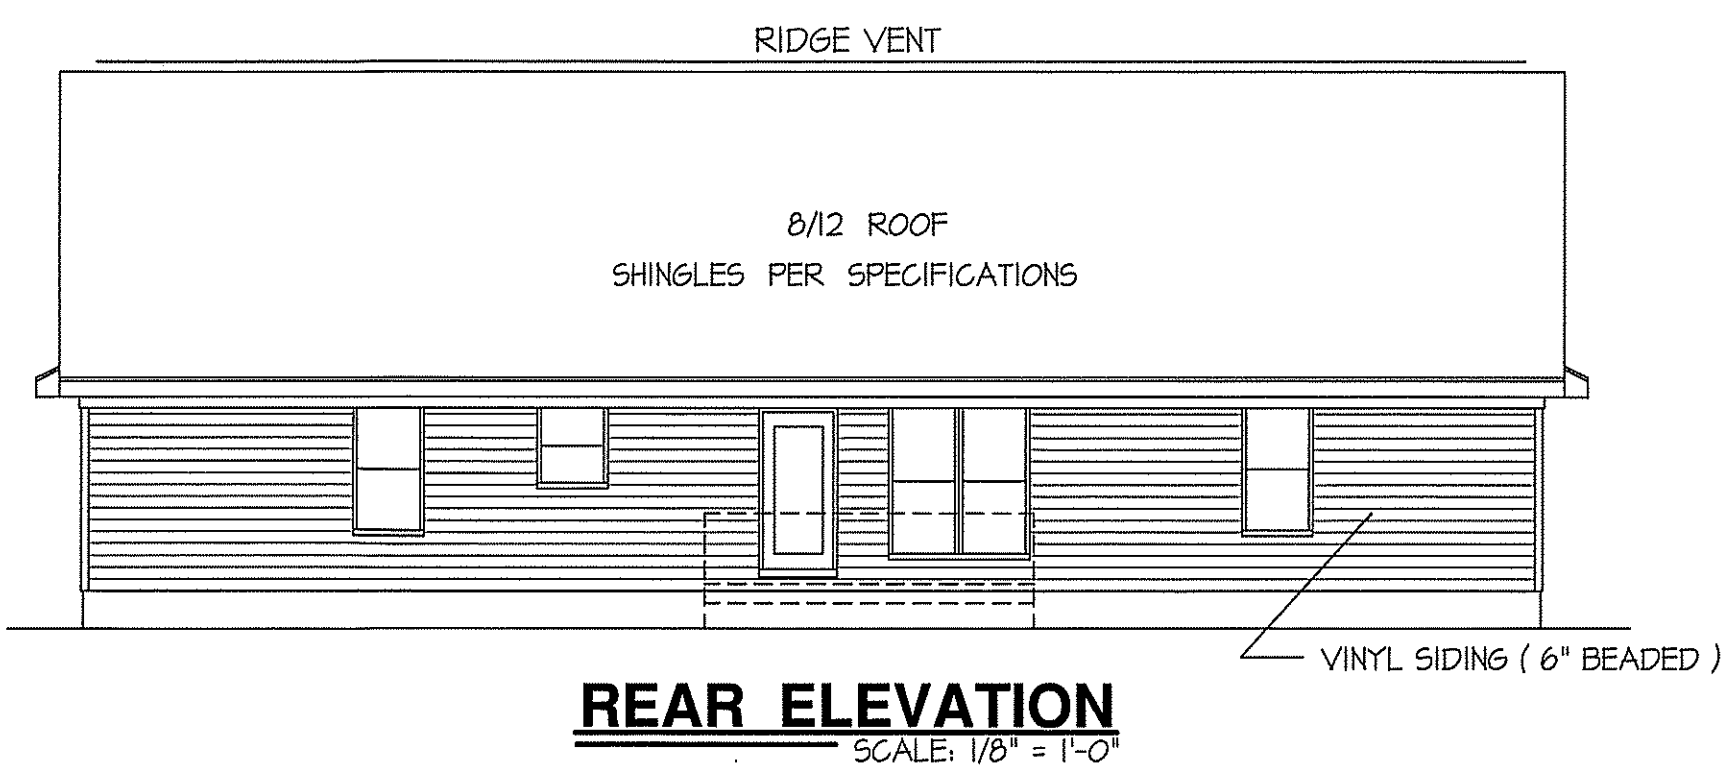 RIDGE VENT
8/12 ROOF
SHINGLES PER SPECIFICATIONS
VINYL SIDING ( 6" BEADED )
REAR ELEVATION
SCALE: 1/8" = 1'-0"